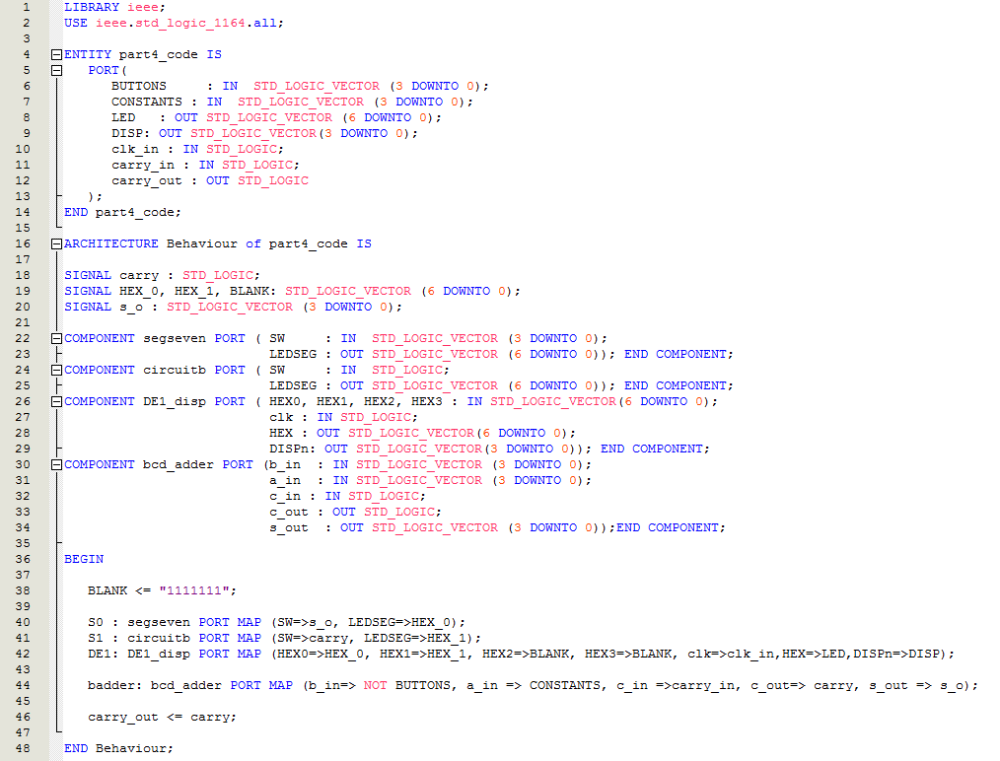 1 LIBRARY ieee;
2 USE ieee.std_logic_1164.all;
3
4 ENTITY part4_code IS
5 PORT(
6 BUTTONS : IN STD_LOGIC_VECTOR (3 DOWNTO 0);
7 CONSTANTS : IN STD_LOGIC_VECTOR (3 DOWNTO 0);
8 LED : OUT STD_LOGIC_VECTOR (6 DOWNTO 0);
9 DISP: OUT STD_LOGIC_VECTOR(3 DOWNTO 0);
10 clk_in : IN STD_LOGIC;
11 carry_in : IN STD_LOGIC;
12 carry_out : OUT STD_LOGIC
13 );
14 END part4_code;
15
16 ARCHITECTURE Behaviour of part4_code IS
17
18 SIGNAL carry : STD_LOGIC;
19 SIGNAL HEX_0, HEX_1, BLANK: STD_LOGIC_VECTOR (6 DOWNTO 0);
20 SIGNAL s_o : STD_LOGIC_VECTOR (3 DOWNTO 0);
21
22 COMPONENT segseven PORT ( SW : IN STD_LOGIC_VECTOR (3 DOWNTO 0);
23 LEDSEG : OUT STD_LOGIC_VECTOR (6 DOWNTO 0)); END COMPONENT;
24 COMPONENT circuitb PORT ( SW : IN STD_LOGIC;
25 LEDSEG : OUT STD_LOGIC_VECTOR (6 DOWNTO 0)); END COMPONENT;
26 COMPONENT DE1_disp PORT ( HEX0, HEX1, HEX2, HEX3 : IN STD_LOGIC_VECTOR(6 DOWNTO 0);
27 clk : IN STD_LOGIC;
28 HEX : OUT STD_LOGIC_VECTOR(6 DOWNTO 0);
29 DISPn: OUT STD_LOGIC_VECTOR(3 DOWNTO 0)); END COMPONENT;
30 COMPONENT bcd_adder PORT (b_in : IN STD_LOGIC_VECTOR (3 DOWNTO 0);
31 a_in : IN STD_LOGIC_VECTOR (3 DOWNTO 0);
32 c_in : IN STD_LOGIC;
33 c_out : OUT STD_LOGIC;
34 s_out : OUT STD_LOGIC_VECTOR (3 DOWNTO 0));END COMPONENT;
35
36 BEGIN
37
38 BLANK <= "1111111";
39
40 S0 : segseven PORT MAP (SW=>s_o, LEDSEG=>HEX_0);
41 S1 : circuitb PORT MAP (SW=>carry, LEDSEG=>HEX_1);
42 DE1: DE1_disp PORT MAP (HEX0=>HEX_0, HEX1=>HEX_1, HEX2=>BLANK, HEX3=>BLANK, clk=>clk_in,HEX=>LED,DISPn=>DISP);
43
44 badder: bcd_adder PORT MAP (b_in=> NOT BUTTONS, a_in => CONSTANTS, c_in =>carry_in, c_out=> carry, s_out => s_o);
45
46 carry_out <= carry;
47
48 END Behaviour;